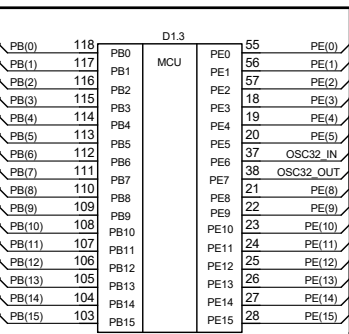 D1.3
MCU
PB(0) 118 PB0 PE0 55 PE(0)
PB(1) 117 PB1 PE1 56 PE(1)
PB(2) 116 PB2 PE2 57 PE(2)
PB(3) 115 PB3 PE3 18 PE(3)
PB(4) 114 PB4 PE4 19 PE(4)
PB(5) 113 PB5 PE5 20 PE(5)
PB(6) 112 PB6 PE6 37 OSC32_IN
PB(7) 111 PB7 PE7 38 OSC32_OUT
PB(8) 110 PB8 PE8 21 PE(8)
PB(9) 109 PB9 PE9 22 PE(9)
PB(10) 108 PB10 PE10 23 PE(10)
PB(11) 107 PB11 PE11 24 PE(11)
PB(12) 106 PB12 PE12 25 PE(12)
PB(13) 105 PB13 PE13 26 PE(13)
PB(14) 104 PB14 PE14 27 PE(14)
PB(15) 103 PB15 PE15 28 PE(15)